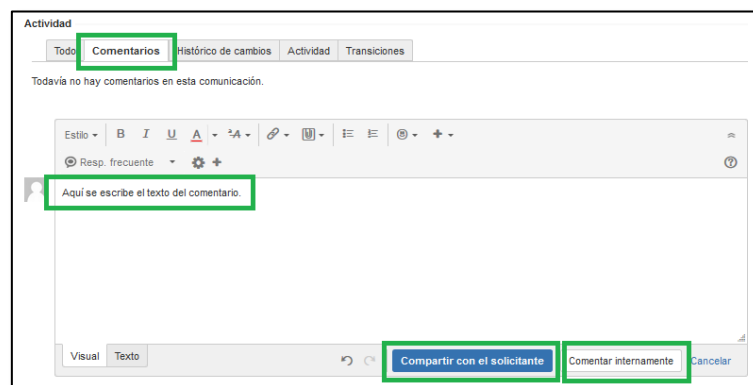 Actividad
Todo Comentarios Histórico de cambios Actividad Transiciones
Todavía no hay comentarios en esta comunicación.
Estilo B I U A A
Resp. frecuente
Aquí se escribe el texto del comentario.
Visual Texto Compartir con el solicitante Comentar internamente Cancelar